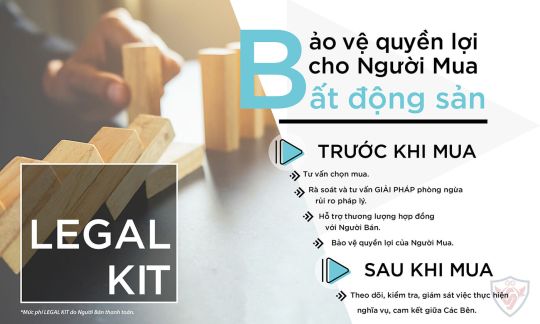 Bảo vệ quyền lợi
cho Người Mua
Bất động sản
TRƯỚC KHI MUA
Tư vấn chọn mua.
Rà soát và tư vấn GIẢI PHÁP phòng ngừa
rủi ro pháp lý.
Hỗ trợ thương lượng hợp đồng
với Người Bán.
Bảo vệ quyền lợi của Người Mua.
SAU KHI MUA
Theo dõi, kiểm tra, giám sát việc thực hiện
nghĩa vụ, cam kết giữa Các Bên.
LEGAL
KIT
*Mức phí LEGAL KIT do Người Bán thanh toán.